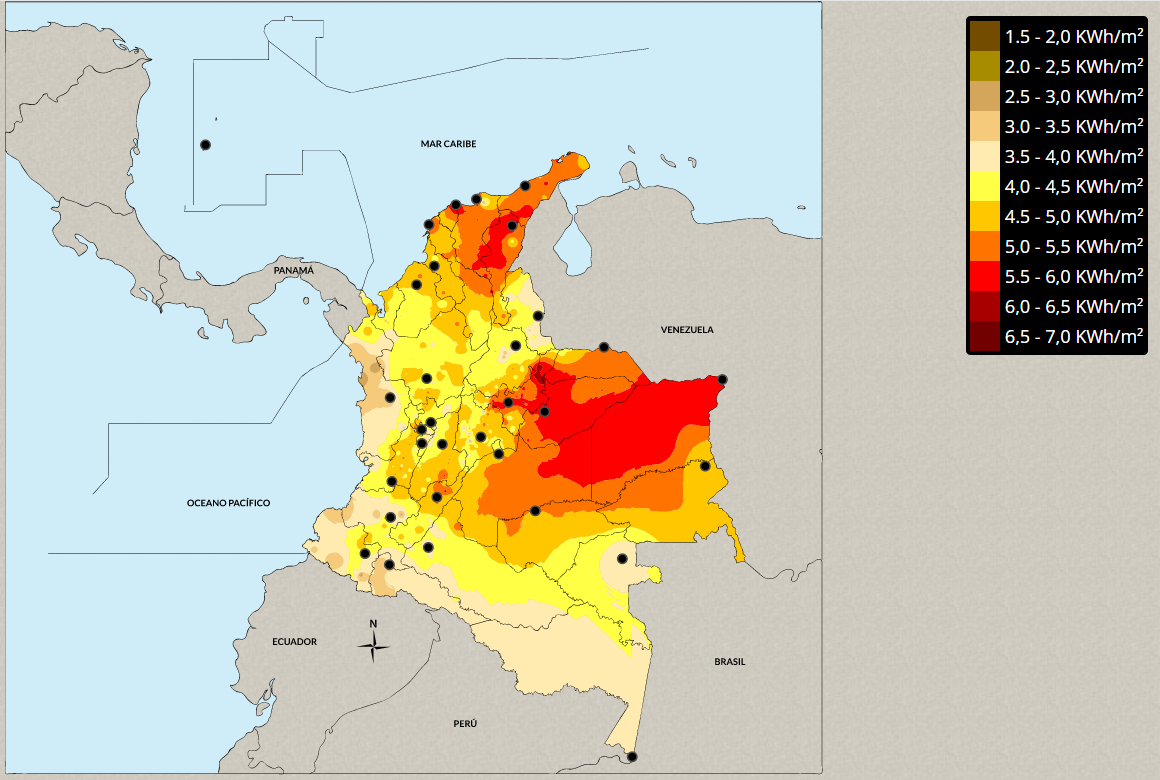 1.5 - 2,0 KWh/m²
2.0 - 2,5 KWh/m²
2.5 - 3,0 KWh/m²
3.0 - 3.5 KWh/m²
3.5 - 4,0 KWh/m²
4,0 - 4,5 KWh/m²
4.5 - 5,0 KWh/m²
5,0 - 5,5 KWh/m²
5.5 - 6,0 KWh/m²
6,0 - 6,5 KWh/m²
6,5 - 7,0 KWh/m²
MAR CARIBE
PANAMÁ
VENEZUELA
OCEANO PACÍFICO
N
ECUADOR
BRASIL
PERÚ